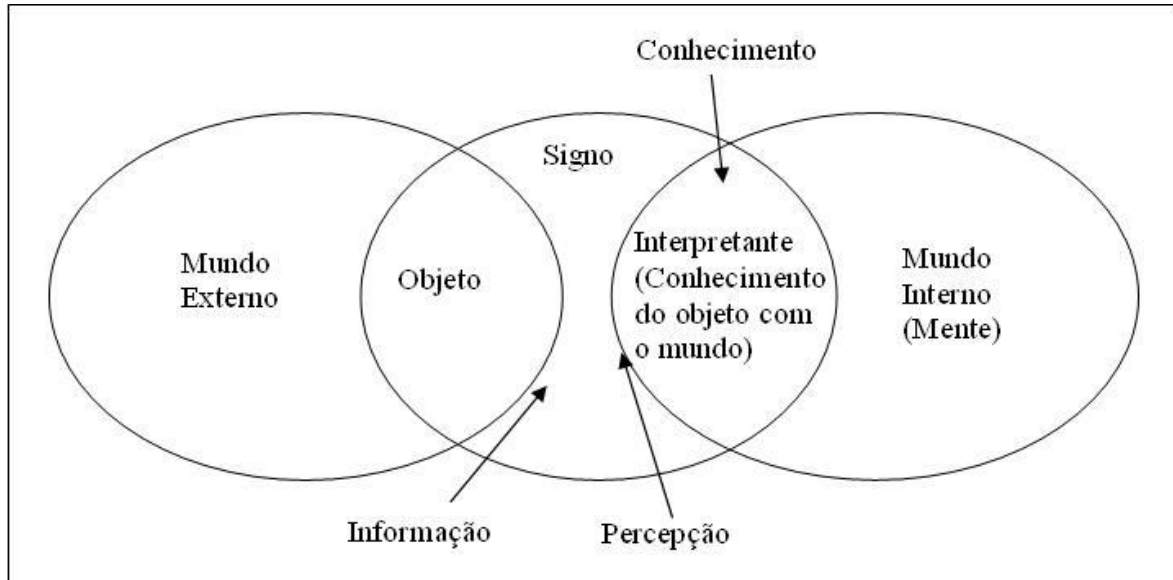 Conhecimento
Signo
Mundo
Externo
Objeto
Interpretante
(Conhecimento
do objeto com
o mundo)
Mundo
Interno
(Mente)
Informação
Percepção